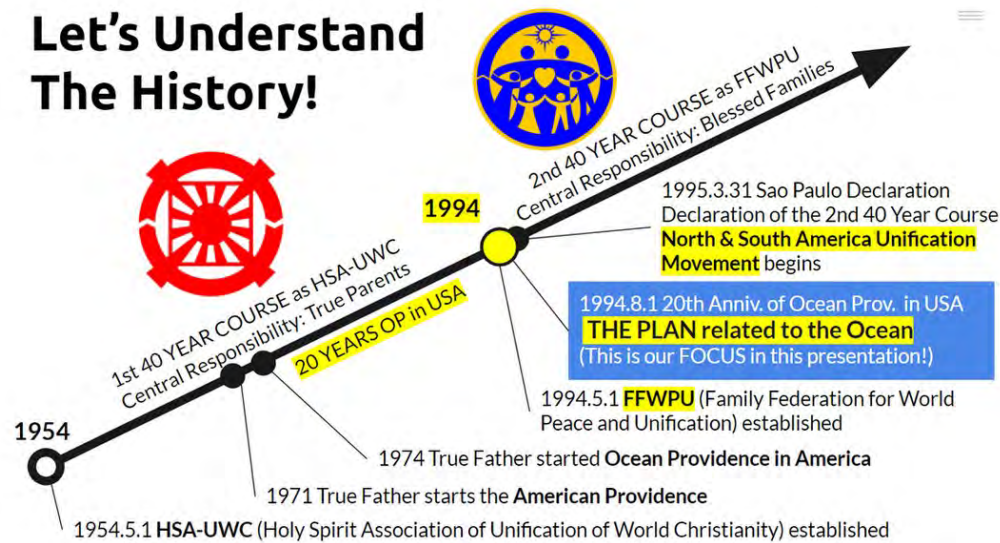 Let's Understand
The History!
1994
2nd 40 YEAR COURSE as FFWPU
Central Responsibility: Blessed Families
1995.3.31 Sao Paulo Declaration
Declaration of the 2nd 40 Year Course
North & South America Unification
Movement begins
1st 40 YEAR COURSE as HSA-UWC
Central Responsibility: True Parents
20 YEARS OP in USA
1994.8.1 20th Anniv. of Ocean Prov. in USA
THE PLAN related to the Ocean
(This is our FOCUS in this presentation!)
1994.5.1 FFWPU (Family Federation for World
Peace and Unification) established
1954
1974 True Father started Ocean Providence in America
1971 True Father starts the American Providence
1954.5.1 HSA-UWC (Holy Spirit Association of Unification of World Christianity) established